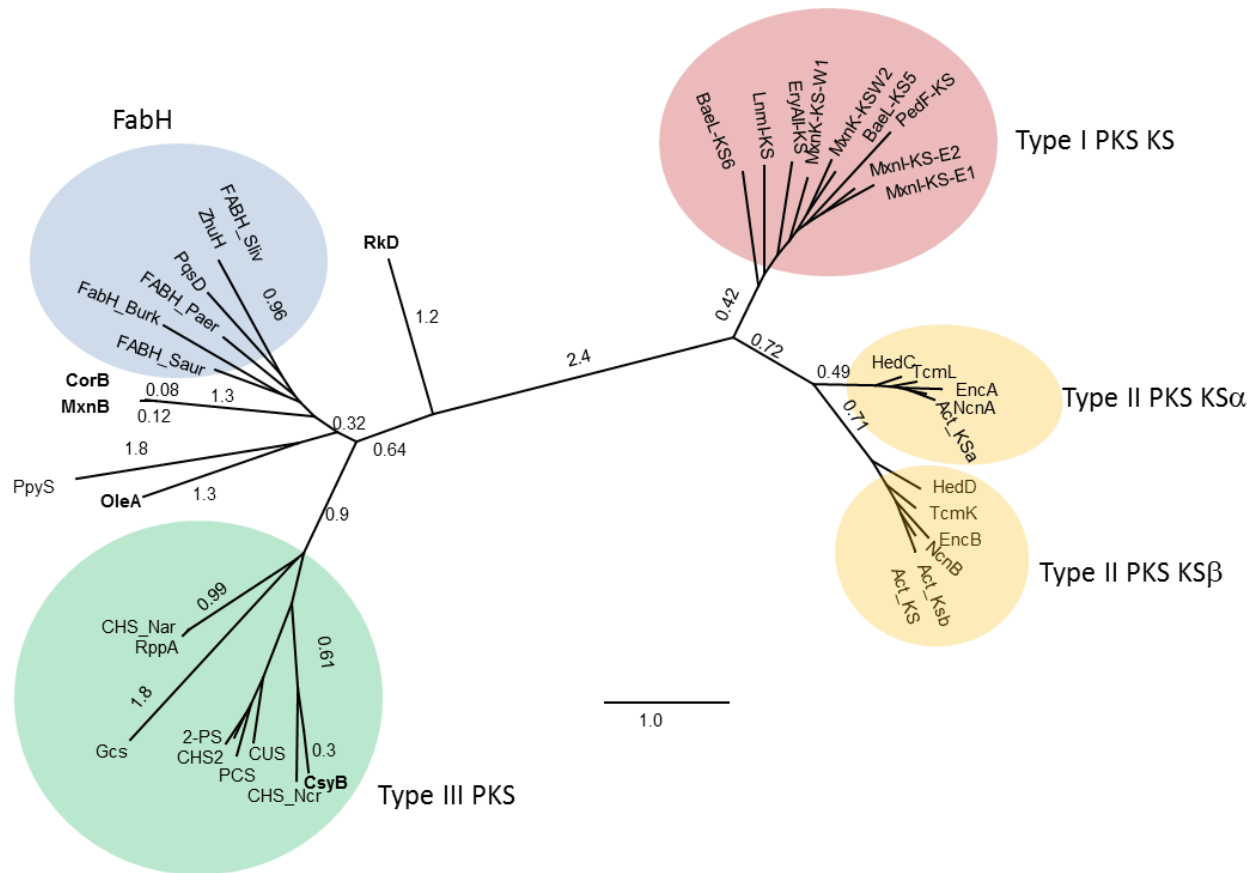 FabH
FABH_Sliv
ZhuH
PqsD
0.96
FABH_Paer
FabH_Burk
FABH_Saur
CorB
0.08
1.3
MxnB
0.12
0.32
0.64
1.8
PpyS
OleA
1.3
0.9
RkD
1.2
2.4
BaeL-KS6
LnmI-KS
EryAII-KS
MxnK-KS-W1
MxnK-KSW2
BaeL-KS5
PedF-KS
MxnI-KS-E2
MxnI-KS-E1
Type I PKS KS
0.42
0.72
0.49
HedC
TcmL
EncA
NcnA
Act_KSa
Type II PKS KSα
0.71
HedD
TcmK
EncB
NcnB
Act_Ksb
Act_KS
Type II PKS KSβ
0.99
CHS_Nar
RppA
0.61
1.8
Gcs
2-PS
CHS2
CUS
PCS
0.3
CsyB
CHS_Ncr
Type III PKS
1.0